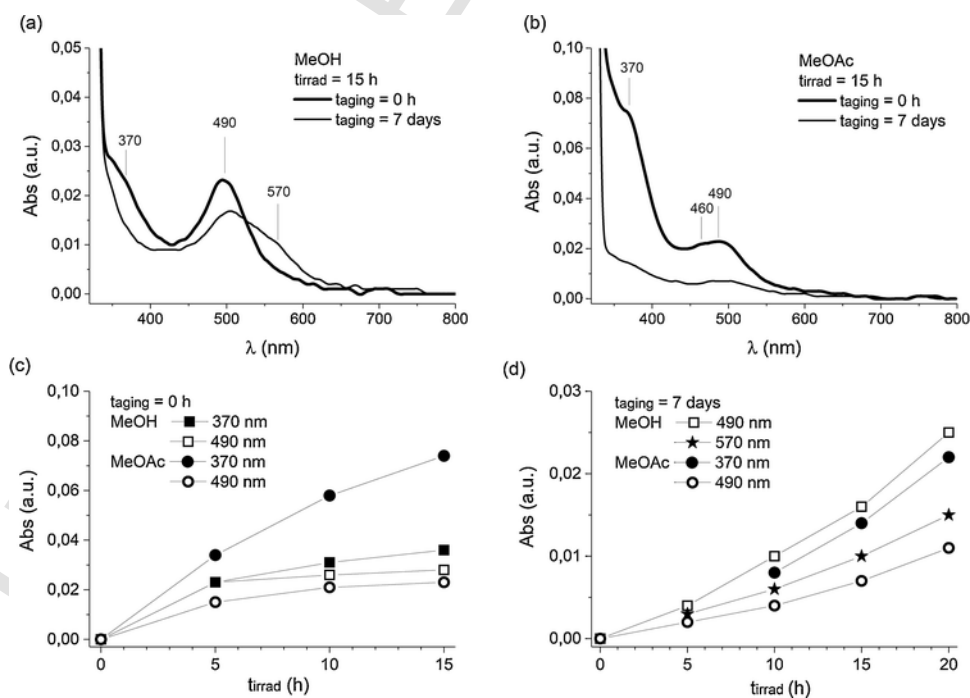 (a)
0,05
0,04
0,03
0,02
0,01
0,00
Abs (a.u.)
370
490
570
MeOH
tirrad = 15 h
taging = 0 h
taging = 7 days
400 500 600 700 800
λ (nm)
(b)
0,10
0,08
0,06
0,04
0,02
0,00
Abs (a.u.)
370
460
490
MeOAc
tirrad = 15 h
taging = 0 h
taging = 7 days
400 500 600 700 800
λ (nm)
(c)
0,10
0,08
0,06
0,04
0,02
0,00
Abs (a.u.)
taging = 0 h
MeOH 370 nm
490 nm
MeOAc 370 nm
490 nm
0 5 10 15
tirrad (h)
(d)
0,03
0,02
0,01
0,00
Abs (a.u.)
taging = 7 days
MeOH 490 nm
570 nm
MeOAc 370 nm
490 nm
0 5 10 15 20
tirrad (h)